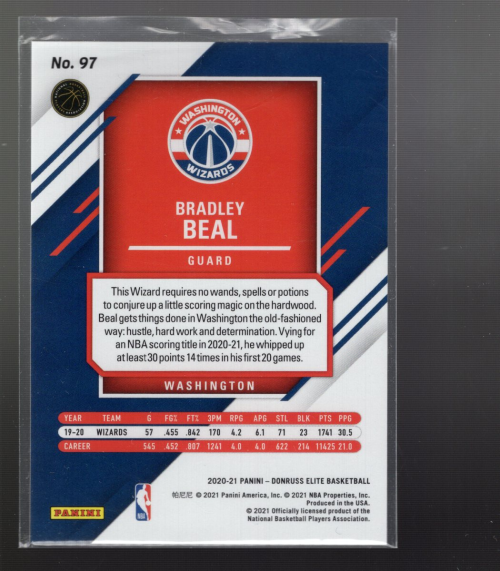 No. 97
WASHINGTON
WIZARDS
BRADLEY
BEAL
GUARD
This Wizard requires no wands, spells or potions
to conjure up a little scoring magic on the hardwood.
Beal gets things done in Washington the old-fashioned
way: hustle, hard work and determination. Vying for
an NBA scoring title in 2020-21, he whipped up
at least 30 points 14 times in his first 20 games.
WASHINGTON
YEAR TEAM G FG% FT% 3PM RPG APG STL BLK PTS PPG
19-20 WIZARDS 57 .455 .842 170 4.2 6.1 71 23 1741 30.5
CAREER 545 .452 .807 1241 4.0 4.0 622 214 11425 21.0
2020-21 PANINI – DONRUSS ELITE BASKETBALL
帕尼尼 © 2021 Panini America, Inc. © 2021 NBA Properties, Inc.
Produced in the USA.
© 2021 Officially licensed product of the
National Basketball Players Association.
PANINI
NBA